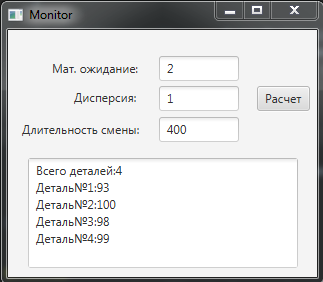 Monitor
Мат. ожидание: 2
Дисперсия: 1 Расчет
Длительность смены: 400
Всего деталей:4
Деталь№1:93
Деталь№2:100
Деталь№3:98
Деталь№4:99